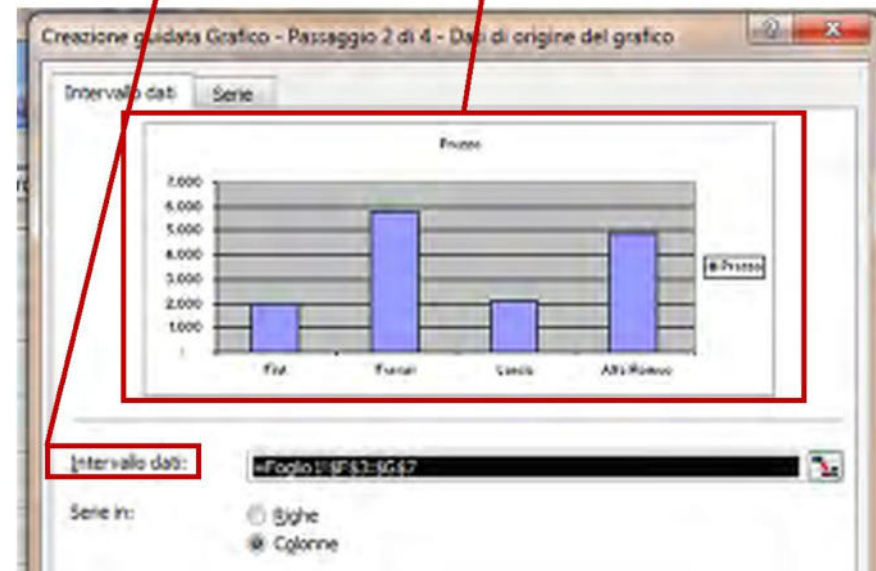 Creazione guidata Grafico - Passaggio 2 di 4 - Dati di origine del grafico
Intervallo dati Serie
Prezzo
7.000
6.000
5.000
4.000
3.000
2.000
1.000
-
Fiat Ferrari Lancia Alfa Romeo
Prezzo
Intervallo dati: =Foglio1!$F$3:$G$7
Serie in: Righe
Colonne